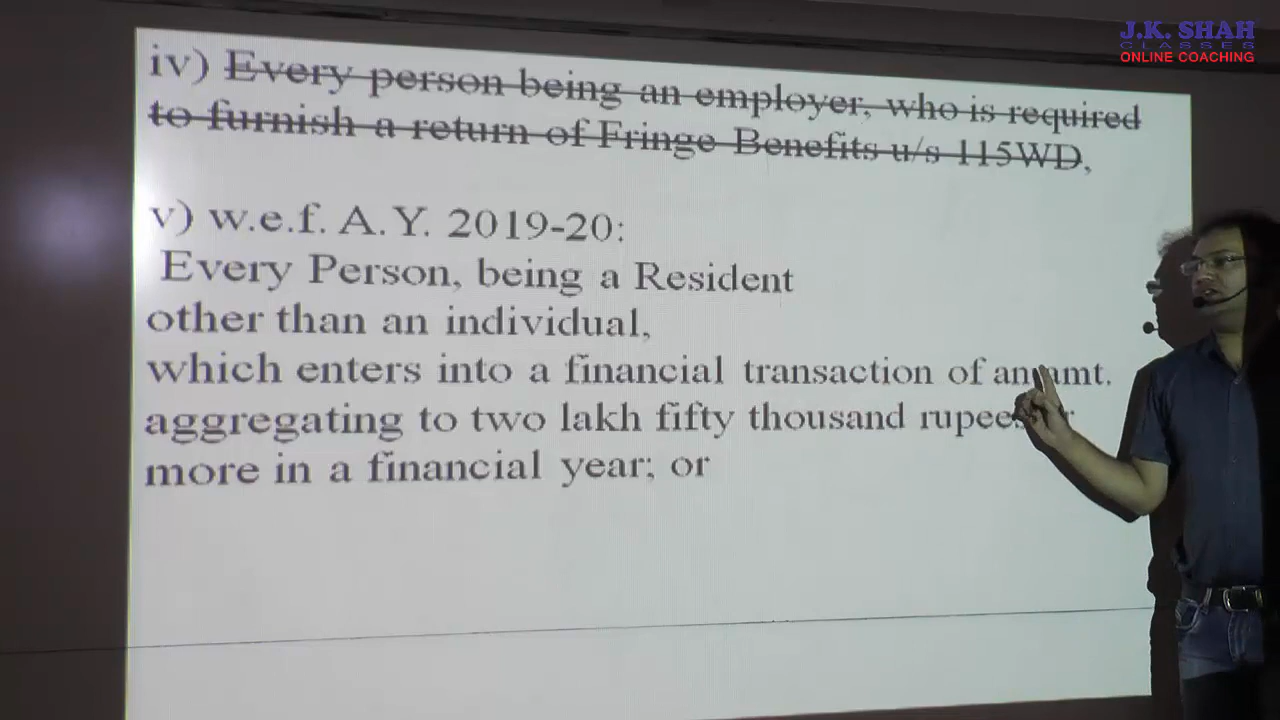 J.K. SHAH
CLASSES
ONLINE COACHING
iv) Every person being an employer, who is required
to furnish a return of Fringe Benefits u/s 115WD,
v) w.e.f. A.Y. 2019-20:
Every Person, being a Resident
other than an individual,
which enters into a financial transaction of an amt.
aggregating to two lakh fifty thousand rupees
more in a financial year; or